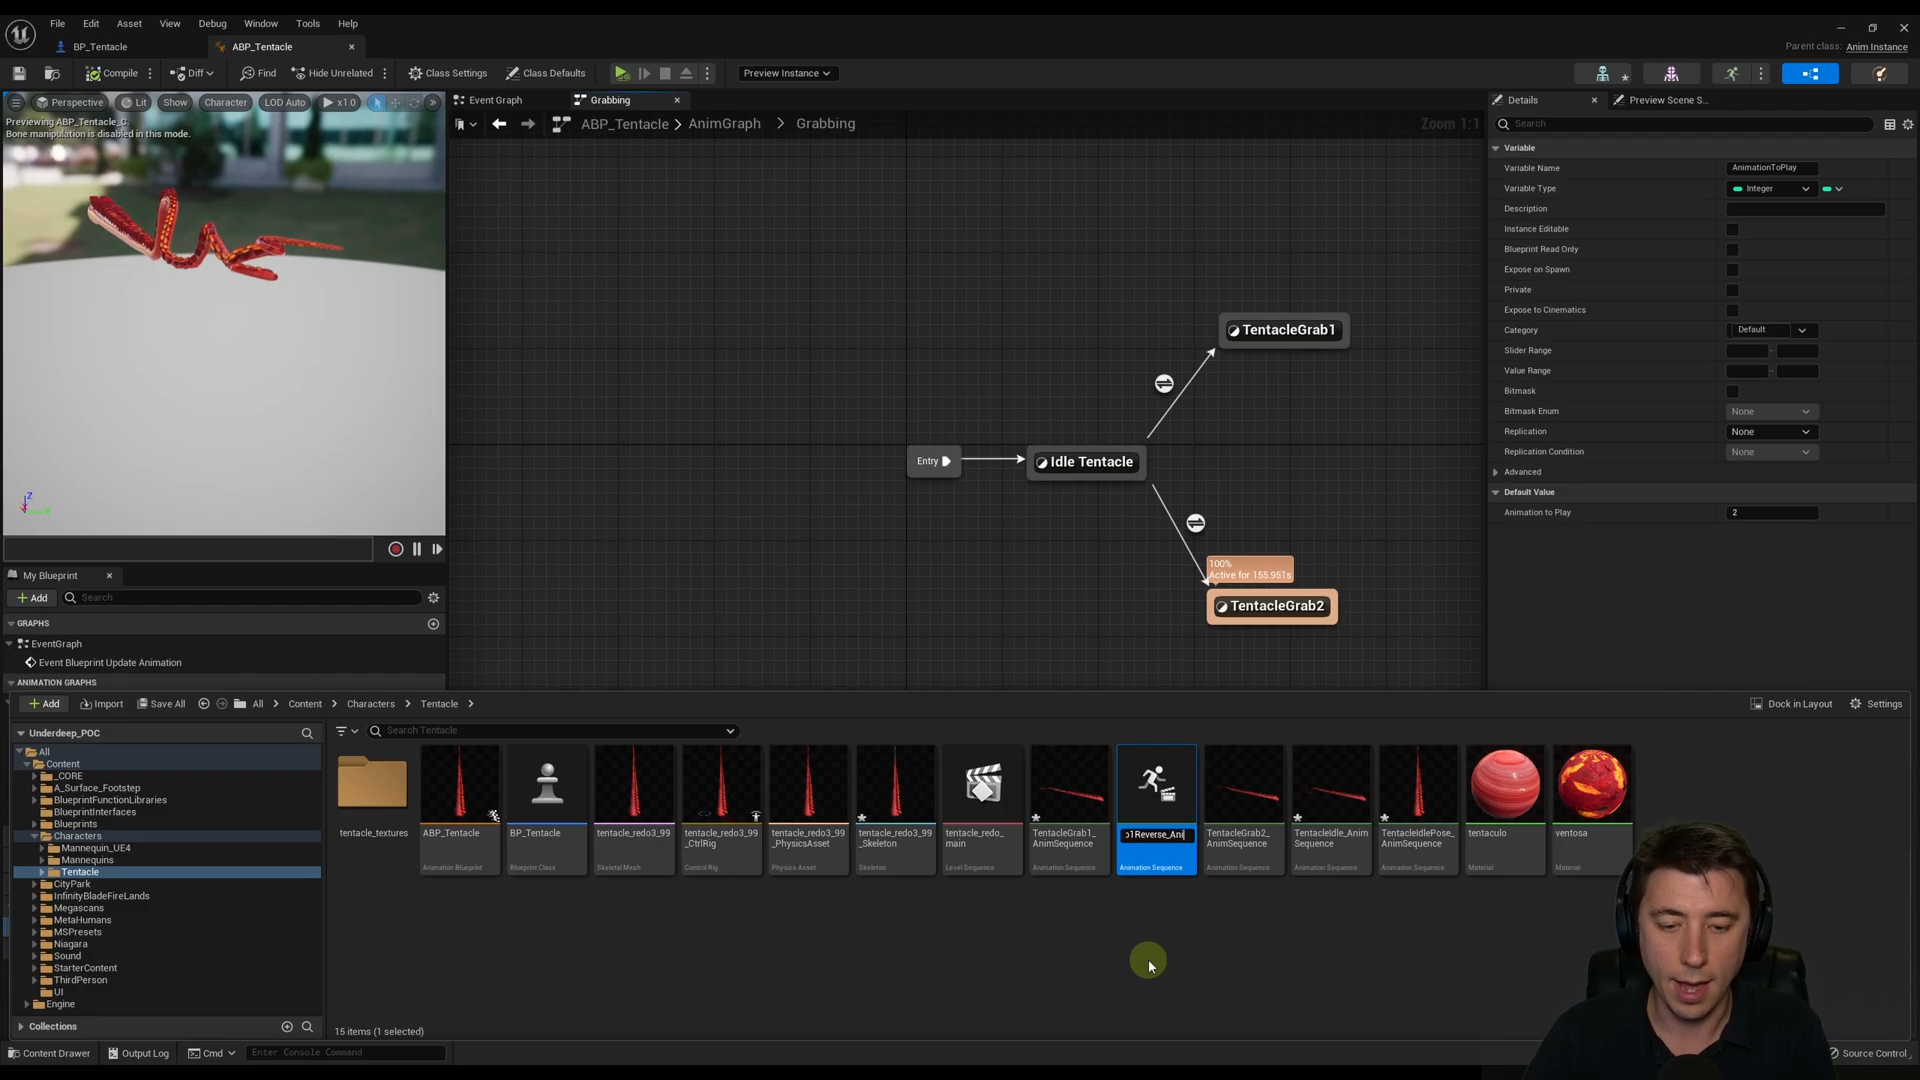 File Edit Asset View Debug Window Tools Help
BP_Tentacle ABP_Tentacle
Parent class: Anim Instance
Compile Diff Find Hide Unrelated Class Settings Class Defaults Preview Instance
Perspective Lit Show Character LOD Auto x1.0
Previewing ABP_Tentacle_C.
Bone manipulation is disabled in this mode.
Z
Event Graph Grabbing
ABP_Tentacle AnimGraph Grabbing Zoom 1:1
TentacleGrab1
Entry
Idle Tentacle
100%
Active for 155.951s
TentacleGrab2
Details Preview Scene S...
Search
Variable
Variable Name AnimationToPlay
Variable Type Integer
Description
Instance Editable
Blueprint Read Only
Expose on Spawn
Private
Expose to Cinematics
Category Default
Slider Range
Value Range
Bitmask
Bitmask Enum None
Replication None
Replication Condition None
Advanced
Default Value
Animation to Play 2
My Blueprint
Add Search
GRAPHS
EventGraph
Event Blueprint Update Animation
ANIMATION GRAPHS
Add Import Save All All Content Characters Tentacle Dock in Layout Settings
Underdeep_POC
All
Content
_CORE
A_Surface_Footstep
BlueprintFunctionLibraries
BlueprintInterfaces
Blueprints
Characters
Mannequin_UE4
Mannequins
Tentacle
CityPark
InfinityBladeFireLands
Megascans
MetaHumans
MSPresets
Niagara
Sound
StarterContent
ThirdPerson
UI
Engine
Collections
Search Tentacle
tentacle_textures
ABP_Tentacle
Animation Blueprint
BP_Tentacle
Blueprint Class
tentacle_redo3_99
Skeletal Mesh
tentacle_redo3_99
_CtrlRig
Control Rig
tentacle_redo3_99
_PhysicsAsset
Physics Asset
tentacle_redo3_99
_Skeleton
Skeleton
tentacle_redo_
main
Level Sequence
TentacleGrab1_
AnimSequence
Animation Sequence
1Reverse_Ani
Animation Sequence
TentacleGrab2_
AnimSequence
Animation Sequence
TentacleIdle_Anim
Sequence
Animation Sequence
TentacleIdlePose_
AnimSequence
Animation Sequence
tentaculo
Material
ventosa
Material
15 items (1 selected)
Content Drawer Output Log Cmd Enter Console Command Source Control